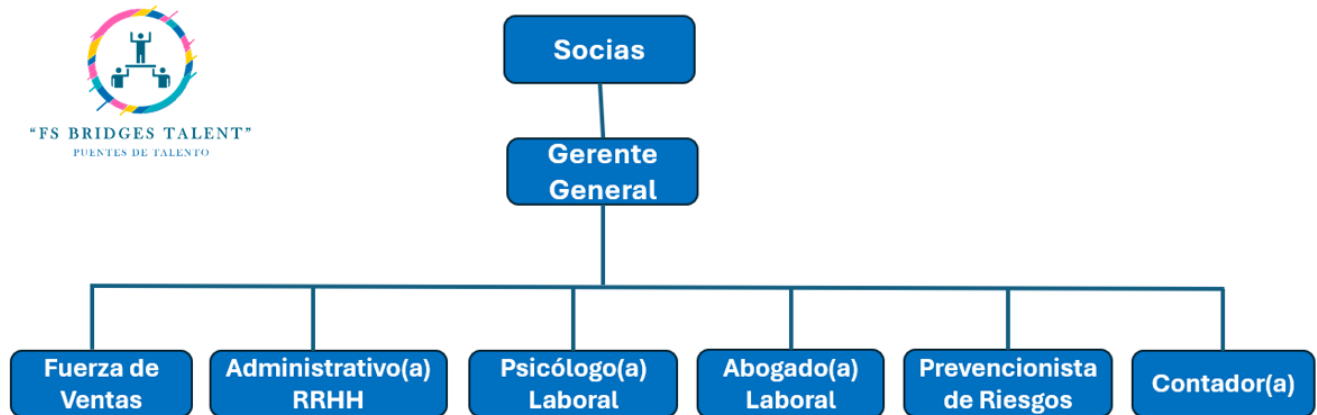 Socias
"FS BRIDGES TALENT"
PUENTES DE TALENTO
Gerente
General
Fuerza de
Ventas
Administrativo(a)
RRHH
Psicólogo(a)
Laboral
Abogado(a)
Laboral
Prevencionista
de Riesgos
Contador(a)